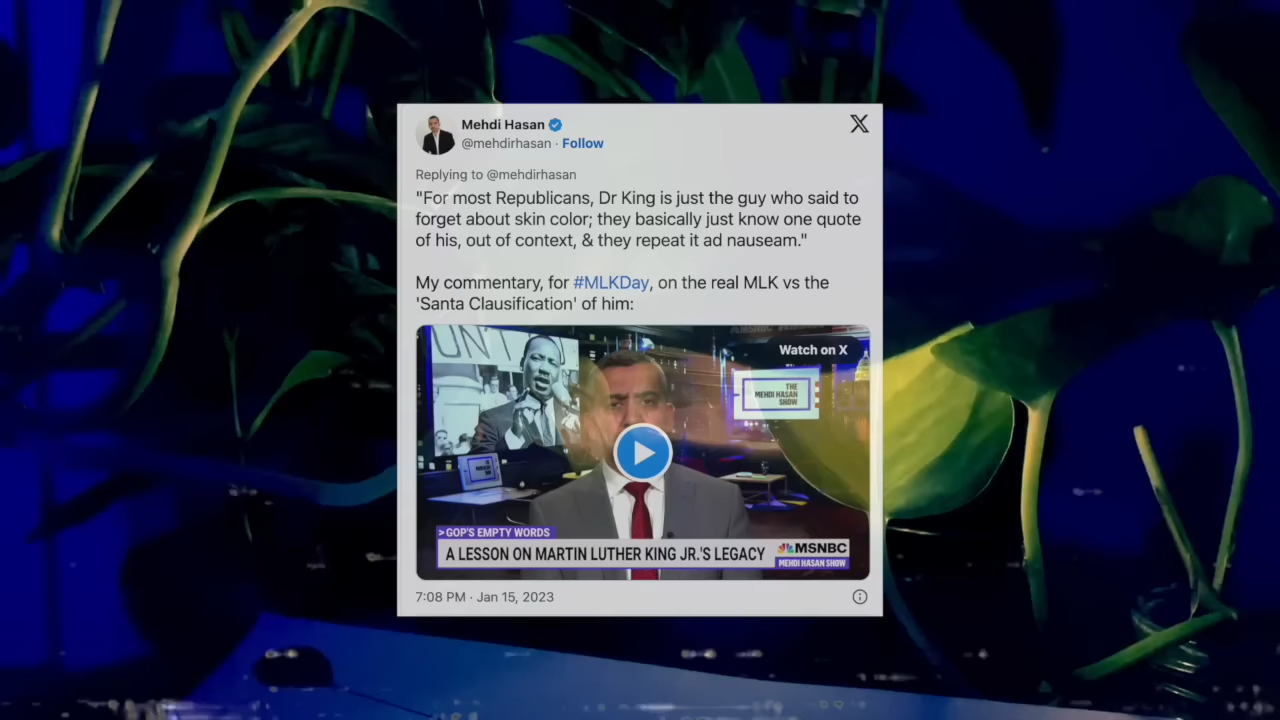 Mehdi Hasan
@mehdirhasan · Follow
Replying to @mehdirhasan
"For most Republicans, Dr King is just the guy who said to
forget about skin color; they basically just know one quote
of his, out of context, & they repeat it ad nauseam."
My commentary, for #MLKDay, on the real MLK vs the
'Santa Clausification' of him:
Watch on X
THE
MEHDI HASAN
SHOW
> GOP'S EMPTY WORDS
A LESSON ON MARTIN LUTHER KING JR.'S LEGACY
MSNBC
MEHDI HASAN SHOW
7:08 PM · Jan 15, 2023